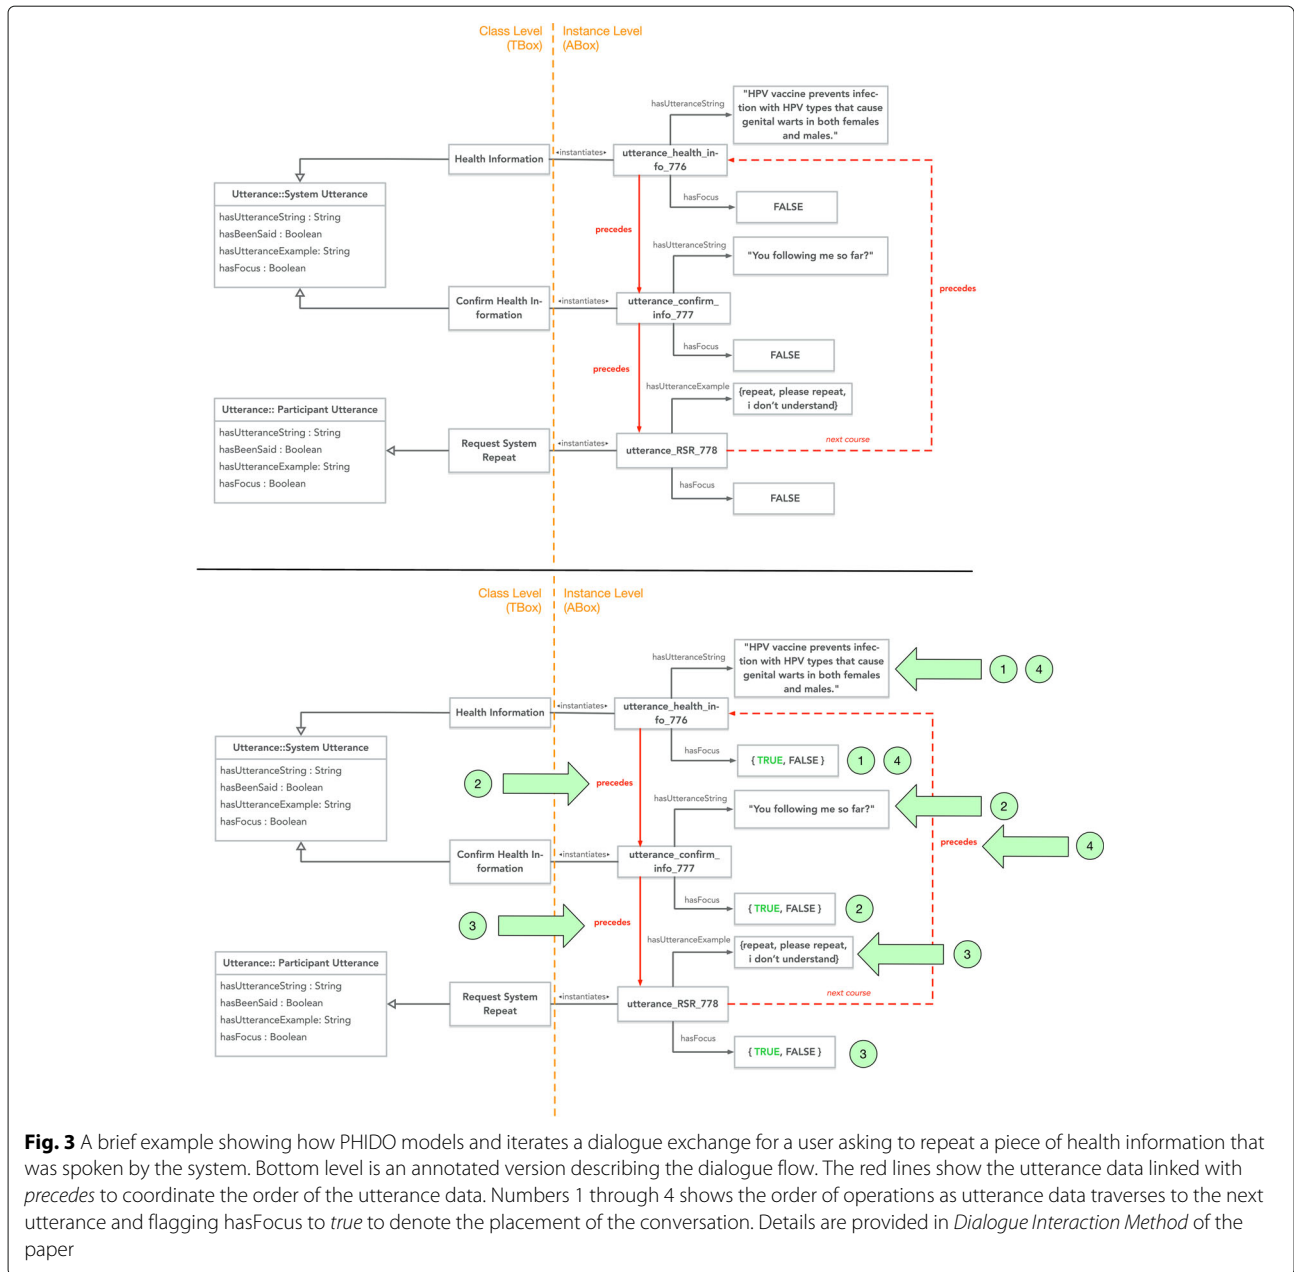 Class Level
(TBox)
Instance Level
(ABox)
hasUtteranceString
"HPV vaccine prevents infec-
tion with HPV types that cause
genital warts in both females
and males."
Health Information
◂instantiates▸
utterance_health_in-
fo_776
Utterance::System Utterance
hasUtteranceString : String
hasBeenSaid : Boolean
hasUtteranceExample: String
hasFocus : Boolean
hasFocus
FALSE
precedes
hasUtteranceString
"You following me so far?"
precedes
Confirm Health In-
formation
◂instantiates▸
utterance_confirm_
info_777
hasFocus
FALSE
precedes
hasUtteranceExample
{repeat, please repeat,
i don't understand}
Utterance:: Participant Utterance
hasUtteranceString : String
hasBeenSaid : Boolean
hasUtteranceExample: String
hasFocus : Boolean
Request System
Repeat
◂instantiates▸
utterance_RSR_778
next course
hasFocus
FALSE
Class Level
(TBox)
Instance Level
(ABox)
hasUtteranceString
"HPV vaccine prevents infec-
tion with HPV types that cause
genital warts in both females
and males."
1 4
Health Information
◂instantiates▸
utterance_health_in-
fo_776
Utterance::System Utterance
hasUtteranceString : String
hasBeenSaid : Boolean
hasUtteranceExample: String
hasFocus : Boolean
hasFocus
{ TRUE, FALSE }
1 4
2
precedes
hasUtteranceString
"You following me so far?"
2
precedes
4
Confirm Health In-
formation
◂instantiates▸
utterance_confirm_
info_777
hasFocus
{ TRUE, FALSE }
2
3
precedes
hasUtteranceExample
{repeat, please repeat,
i don't understand}
3
Utterance:: Participant Utterance
hasUtteranceString : String
hasBeenSaid : Boolean
hasUtteranceExample: String
hasFocus : Boolean
Request System
Repeat
◂instantiates▸
utterance_RSR_778
next course
hasFocus
{ TRUE, FALSE }
3
Fig. 3 A brief example showing how PHIDO models and iterates a dialogue exchange for a user asking to repeat a piece of health information that
was spoken by the system. Bottom level is an annotated version describing the dialogue flow. The red lines show the utterance data linked with
precedes to coordinate the order of the utterance data. Numbers 1 through 4 shows the order of operations as utterance data traverses to the next
utterance and flagging hasFocus to true to denote the placement of the conversation. Details are provided in Dialogue Interaction Method of the
paper